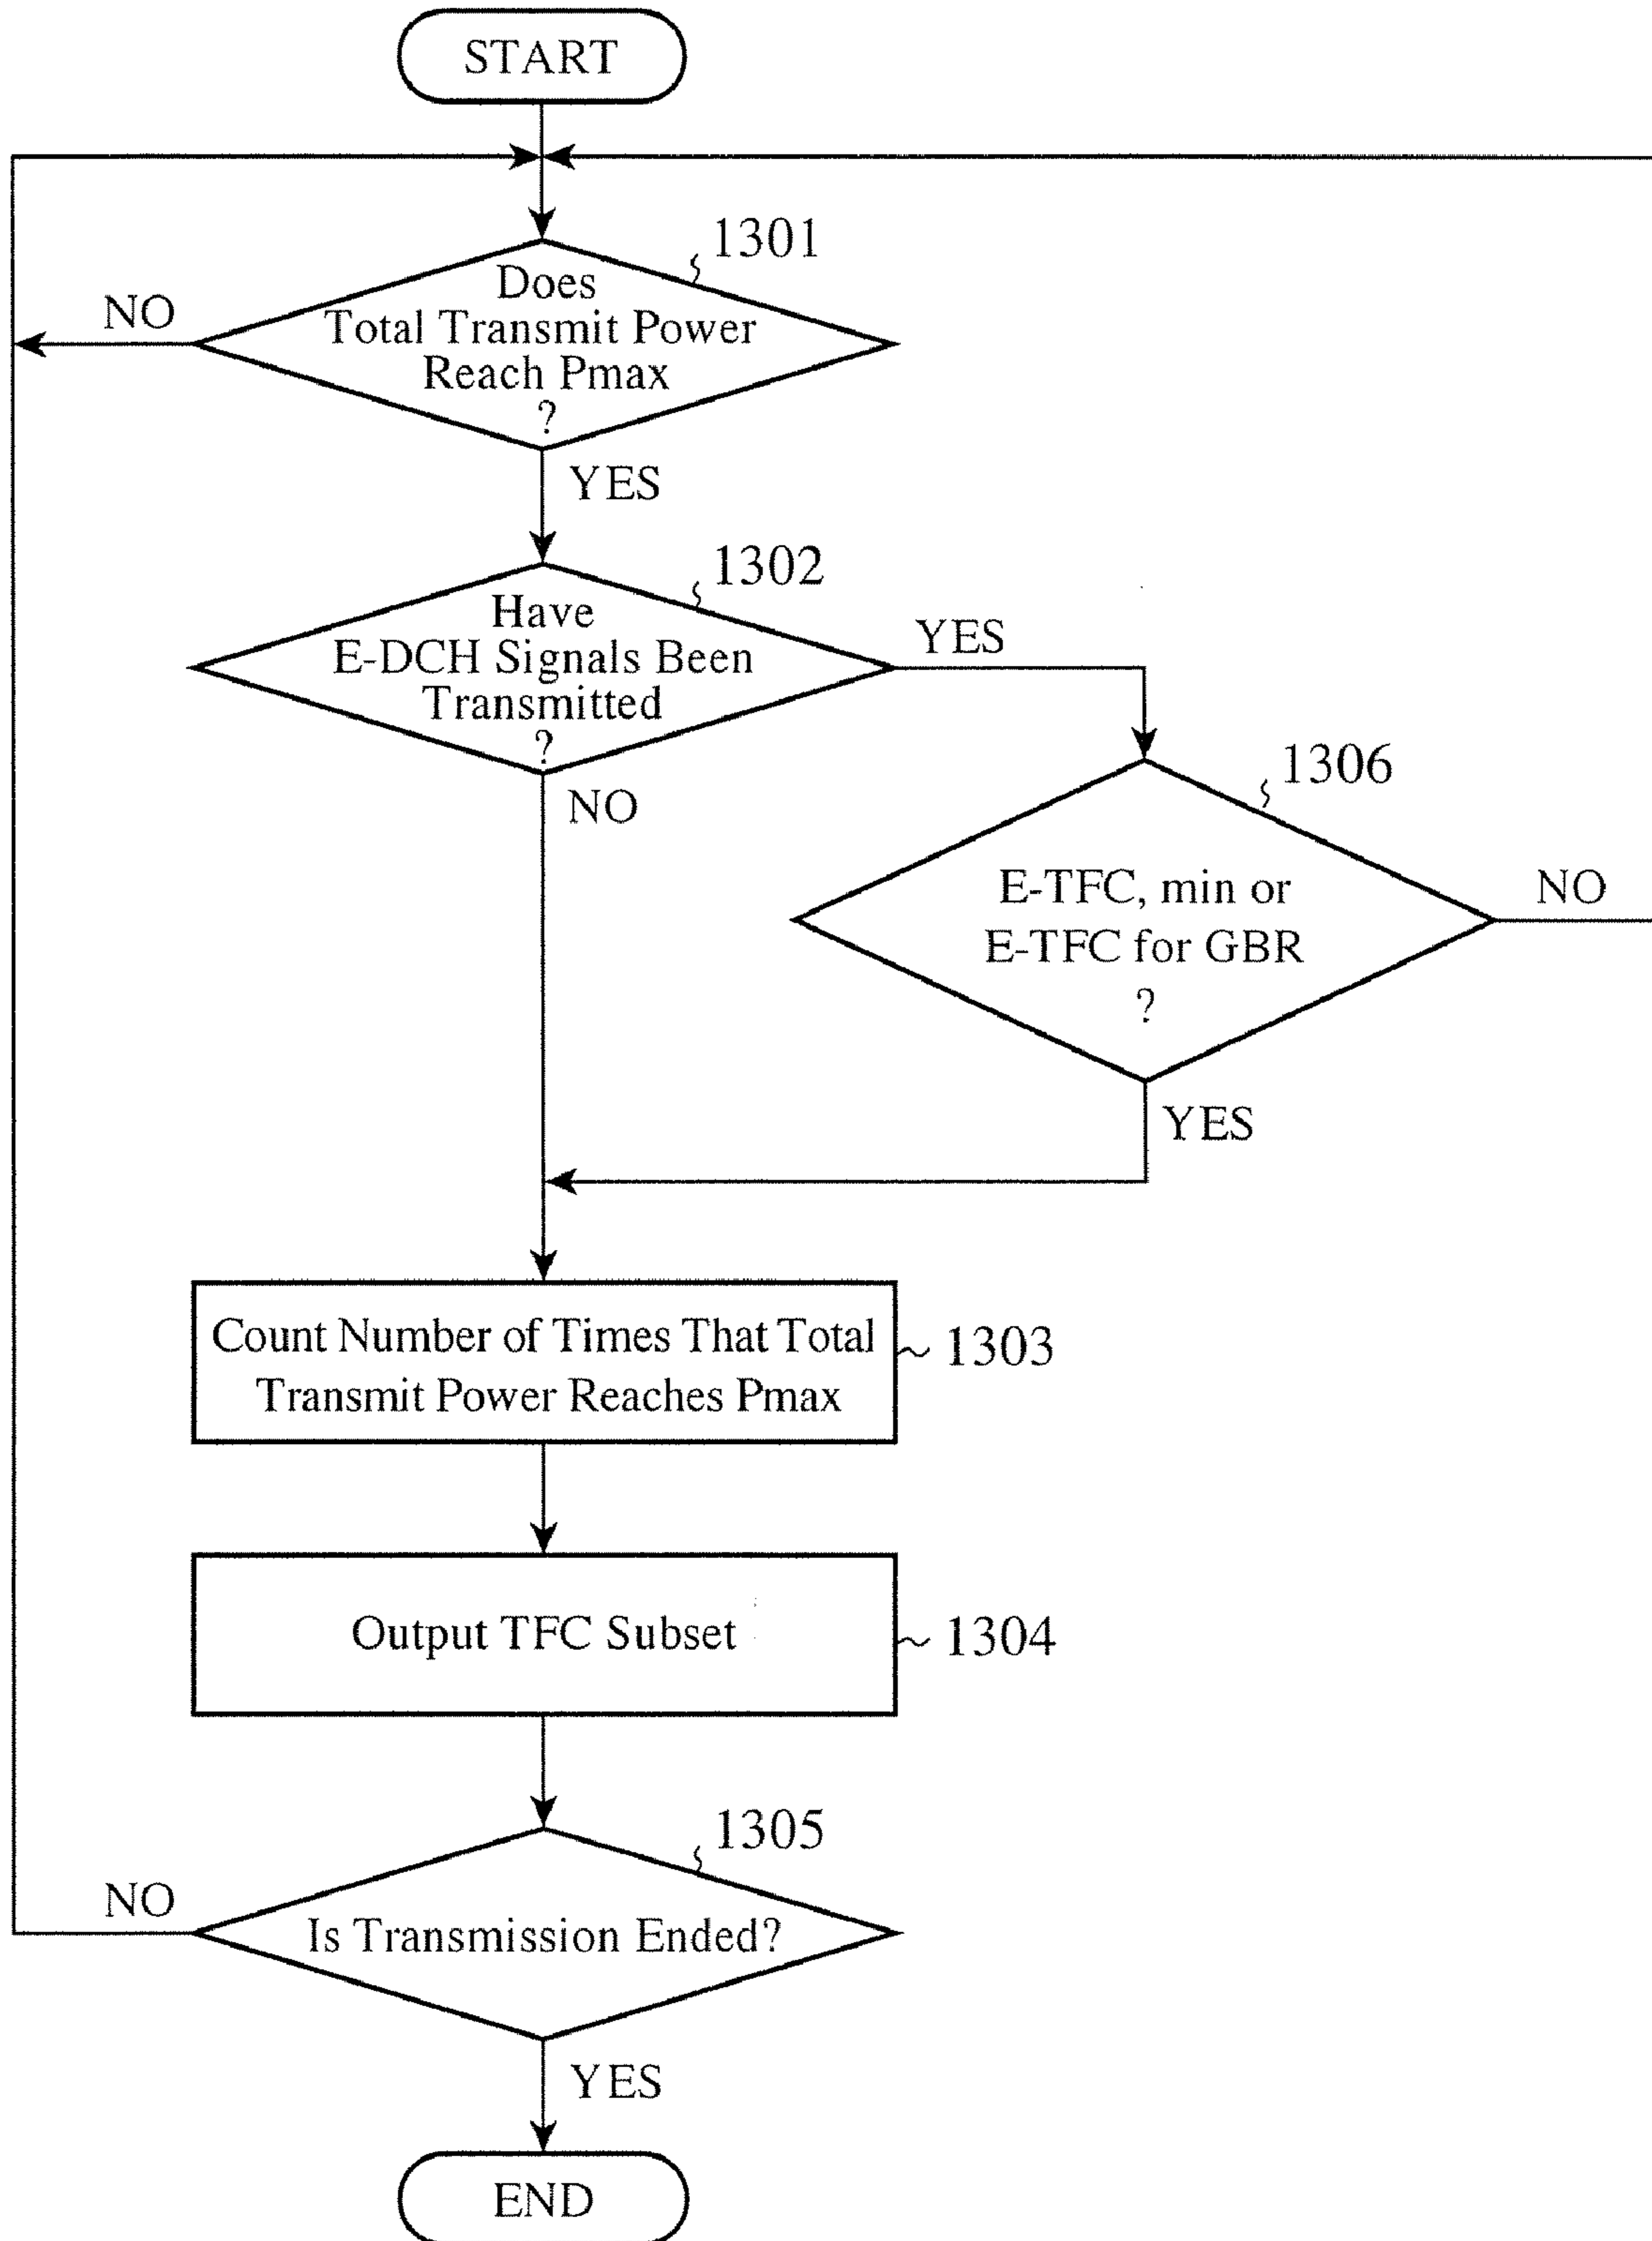 START
1301
Does
Total Transmit Power
Reach Pmax
?
NO
YES
1302
Have
E-DCH Signals Been
Transmitted
?
YES
NO
1306
E-TFC, min or
E-TFC for GBR
?
NO
YES
Count Number of Times That Total
Transmit Power Reaches Pmax
1303
Output TFC Subset
1304
1305
Is Transmission Ended?
NO
YES
END